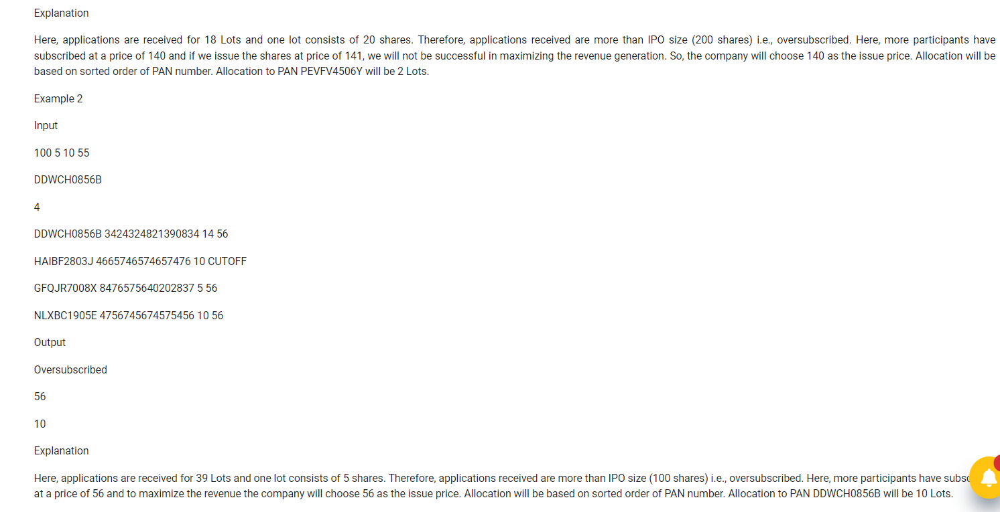 Explanation
Here, applications are received for 18 Lots and one lot consists of 20 shares. Therefore, applications received are more than IPO size (200 shares) i.e., oversubscribed. Here, more participants have
subscribed at a price of 140 and if we issue the shares at price of 141, we will not be successful in maximizing the revenue generation. So, the company will choose 140 as the issue price. Allocation will be
based on sorted order of PAN number. Allocation to PAN PEVFV4506Y will be 2 Lots.
Example 2
Input
100 5 10 55
DDWCH0856B
4
DDWCH0856B 3424324821390834 14 56
HAIBF2803J 4665746574657476 10 CUTOFF
GFQJR7008X 8476575640202837 5 56
NLXBC1905E 4756745674575456 10 56
Output
Oversubscribed
56
10
Explanation
Here, applications are received for 39 Lots and one lot consists of 5 shares. Therefore, applications received are more than IPO size (100 shares) i.e., oversubscribed. Here, more participants have
at a price of 56 and to maximize the revenue the company will choose 56 as the issue price. Allocation will be based on sorted order of PAN number. Allocation to PAN DDWCH0856B will be 10 Lots.